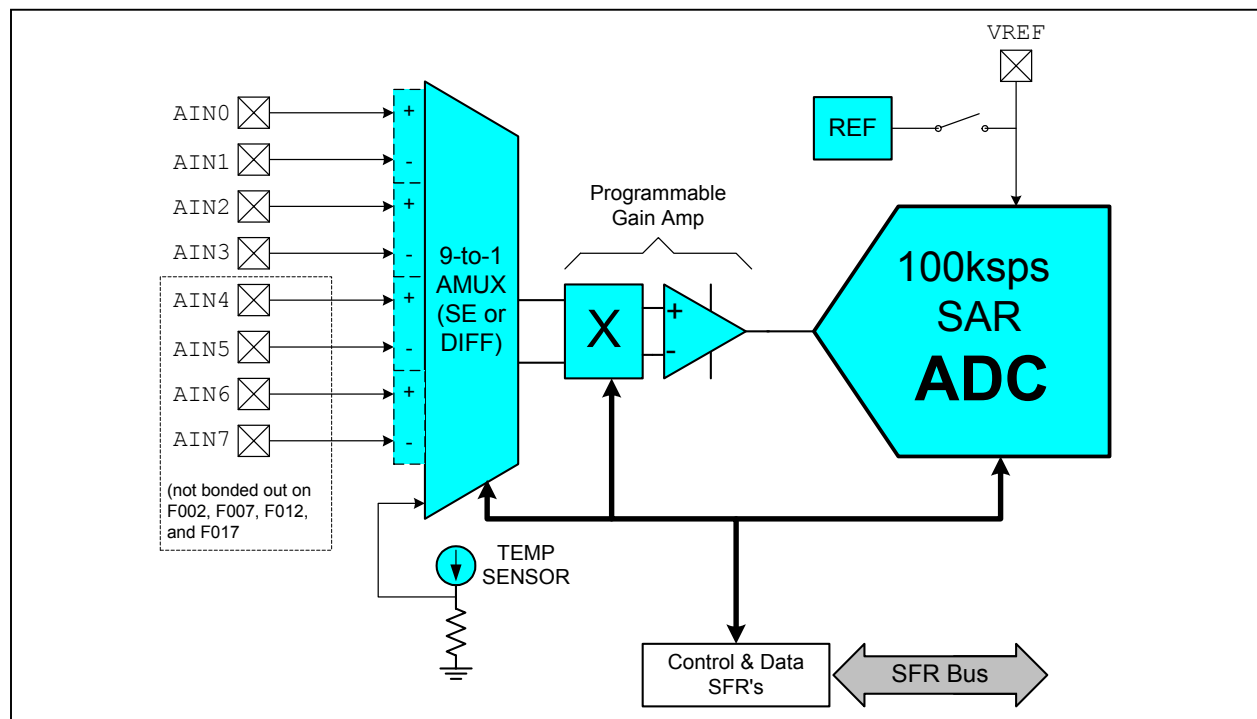 VREF
AIN0
+
REF
AIN1
-
Programmable
Gain Amp
AIN2
+
AIN3
-
9-to-1
AMUX
(SE or
DIFF)
100ksps
SAR
ADC
AIN4
+
X
+
-
AIN5
-
AIN6
+
AIN7
-
(not bonded out on
F002, F007, F012,
and F017
TEMP
SENSOR
Control & Data
SFR's
SFR Bus